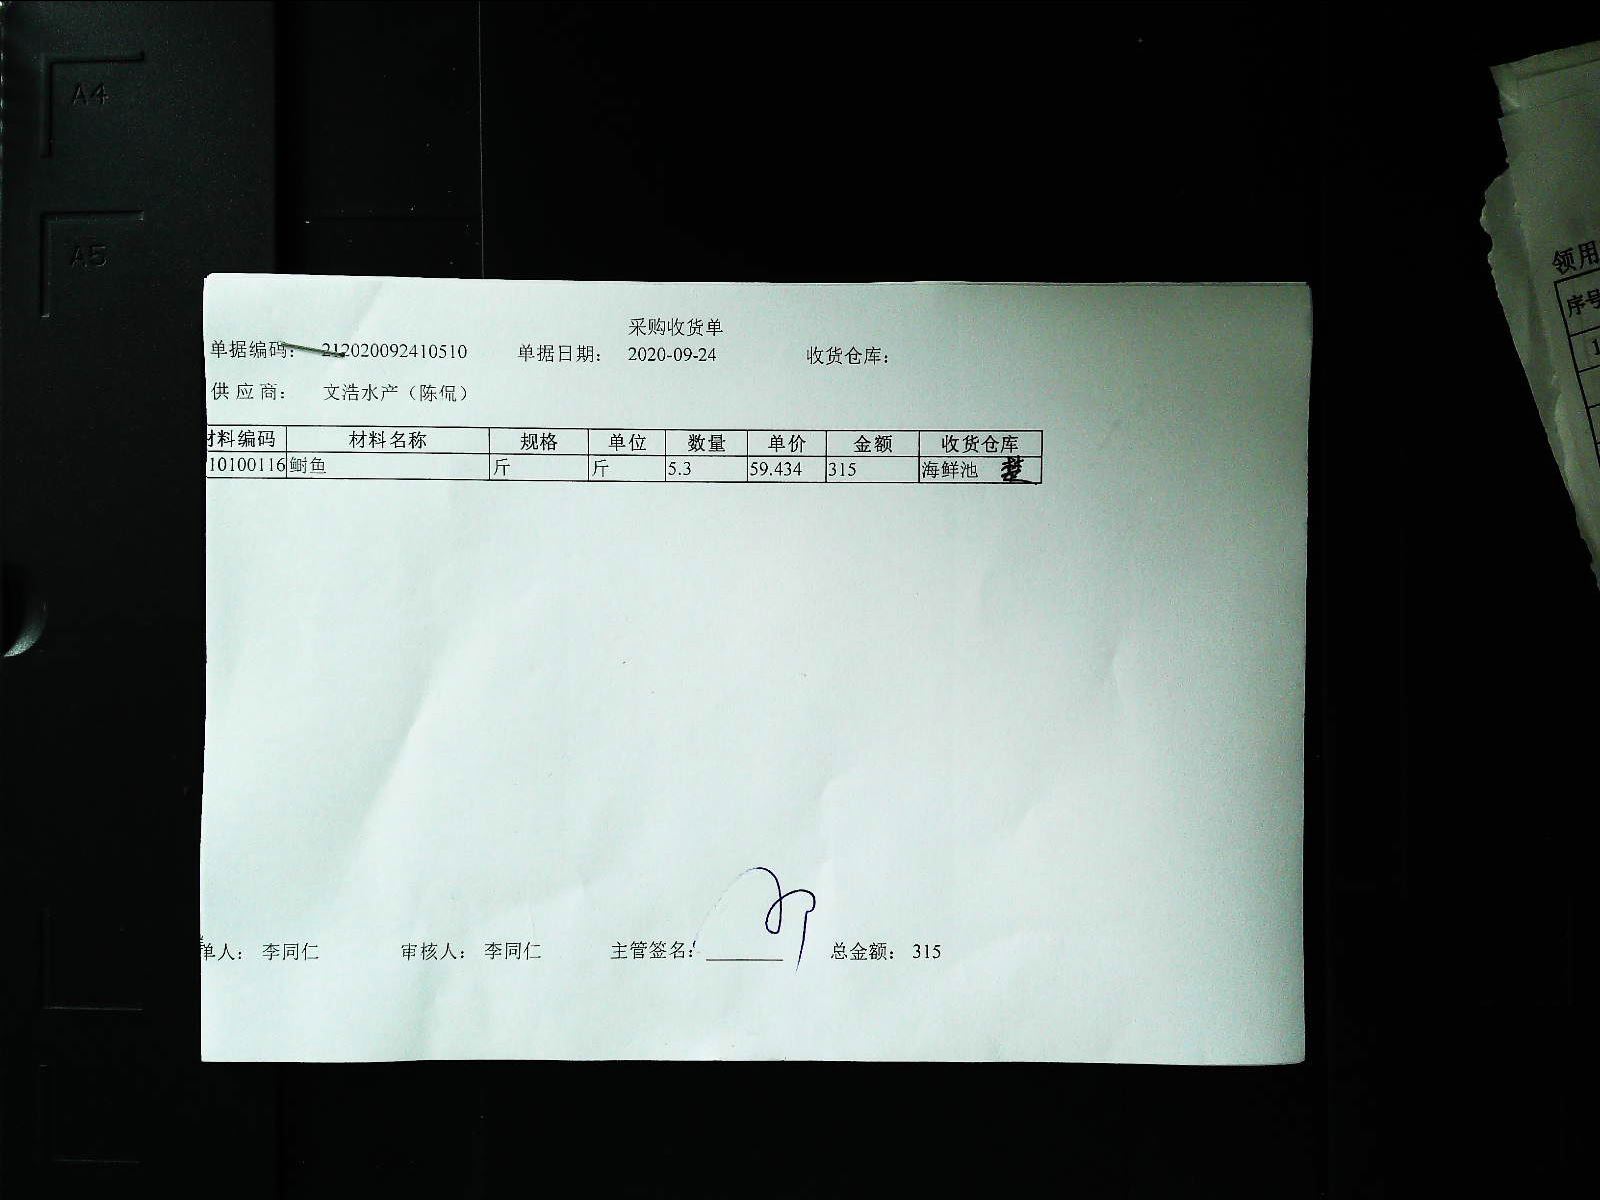 A4
A5
采购收货单
单据编码： 212020092410510 单据日期： 2020-09-24 收货仓库：
供应商： 文浩水产（陈侃）
材料编码 材料名称 规格 单位 数量 单价 金额 收货仓库
10100116 鲥鱼 斤 斤 5.3 59.434 315 海鲜池
单人： 李同仁 审核人： 李同仁 主管签名： 总金额： 315
领用
序号
1